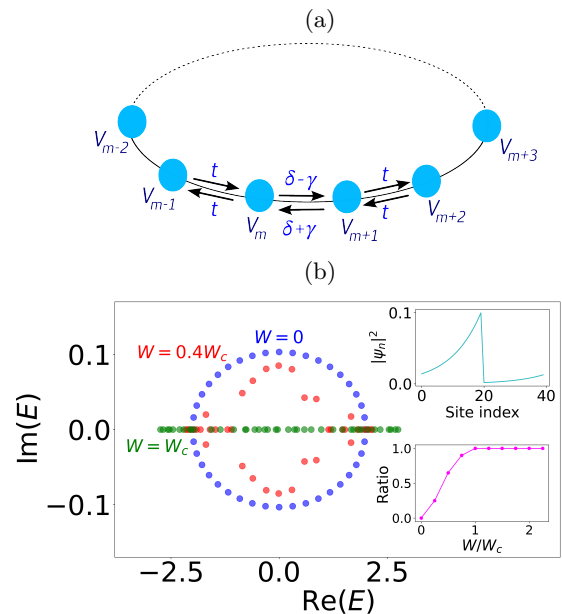 (a)
V_{m-2}
V_{m+3}
t
δ-γ
t
V_{m-1}
t
t
V_{m+2}
V_m
δ+γ
V_{m+1}
(b)
0.1
W = 0.4W_c
W = 0
|ψ_n|^2
0.1
0.0
0
20
40
Site index
Im(E)
0.0
W = W_c
−0.1
Ratio
1.0
0.5
0.0
0
1
2
W/W_c
−2.5
0.0
2.5
Re(E)